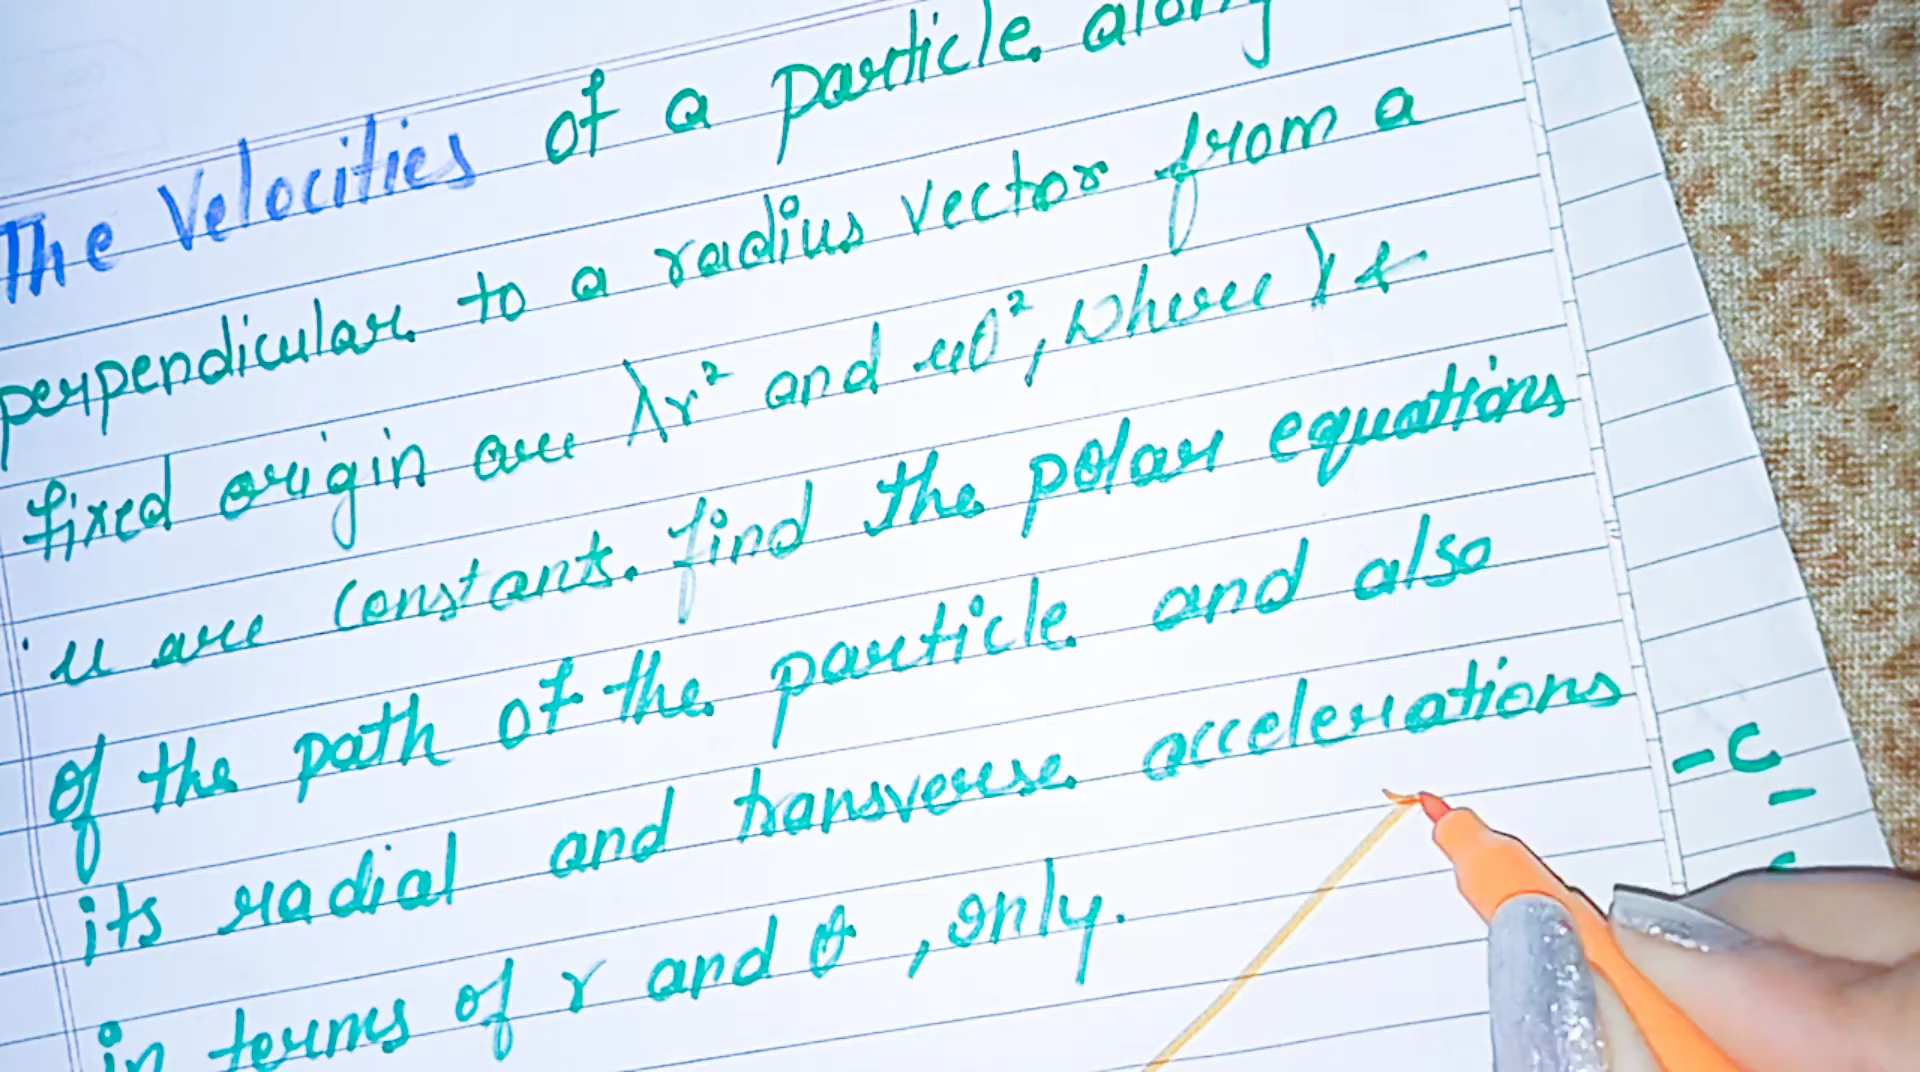 The Velocities of a particle along
perpendicular to a radius vector from a
fixed origin are λr² and uθ², where λ &
u are constant. find the polar equations
of the path of the particle and also
its radial and transverse accelerations
in terms of r and θ, only.
-c
-